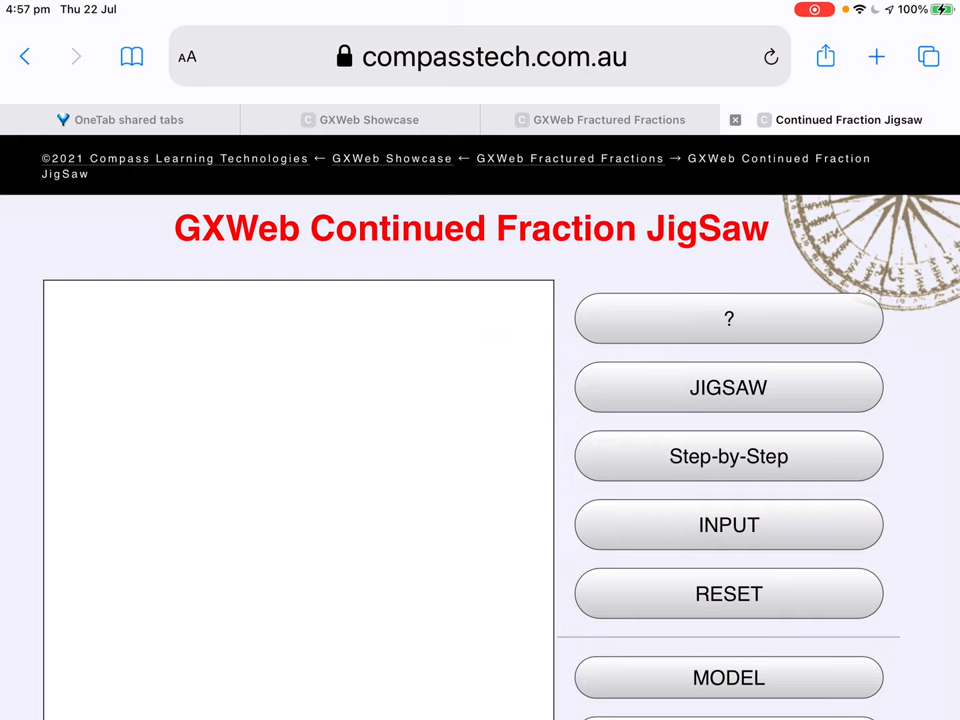 4:57 pm Thu 22 Jul 100%
AA compasstech.com.au
OneTab shared tabs C GXWeb Showcase C GXWeb Fractured Fractions C Continued Fraction Jigsaw
©2021 Compass Learning Technologies ← GXWeb Showcase ← GXWeb Fractured Fractions → GXWeb Continued Fraction
JigSaw
GXWeb Continued Fraction JigSaw
?
JIGSAW
Step-by-Step
INPUT
RESET
MODEL